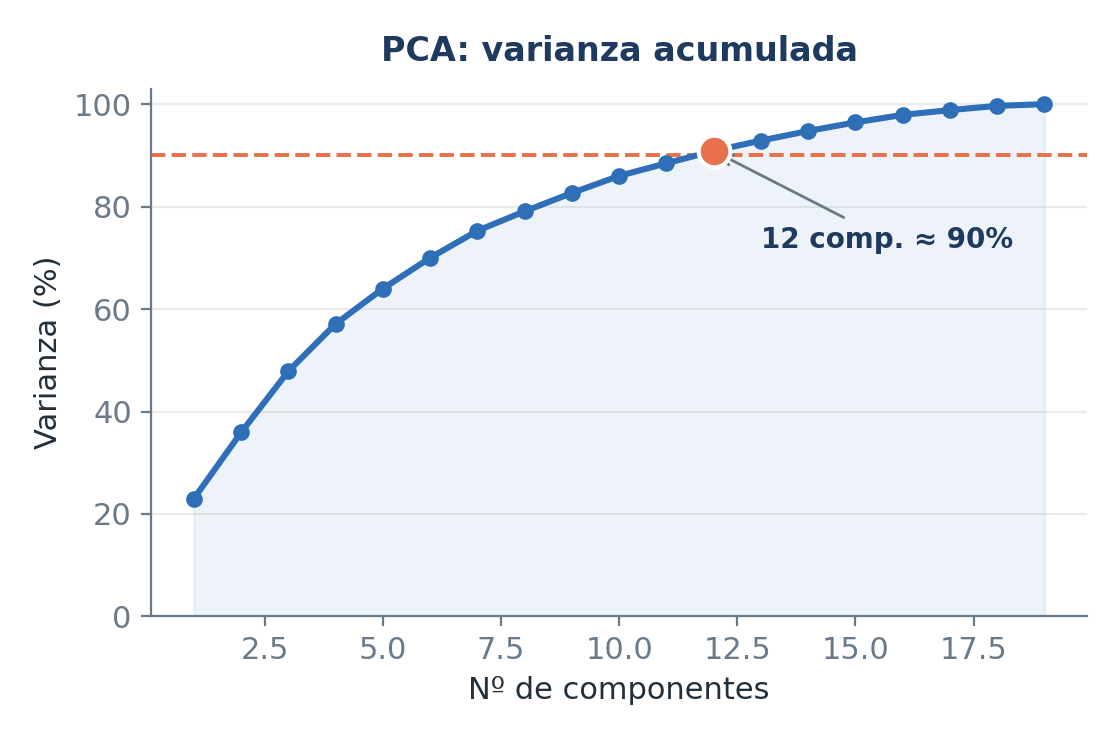 PCA: varianza acumulada
100
80
60
40
20
0
Varianza (%)
12 comp. ≈ 90%
2.5 5.0 7.5 10.0 12.5 15.0 17.5
Nº de componentes